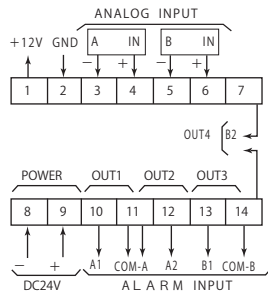 ANALOG INPUT
+12V GND A IN B IN
− + − +
1 2 3 4 5 6 7
OUT4 B2
POWER OUT1 OUT2 OUT3
8 9 10 11 12 13 14
− + A1 COM-A A2 B1 COM-B
DC24V ALARM INPUT